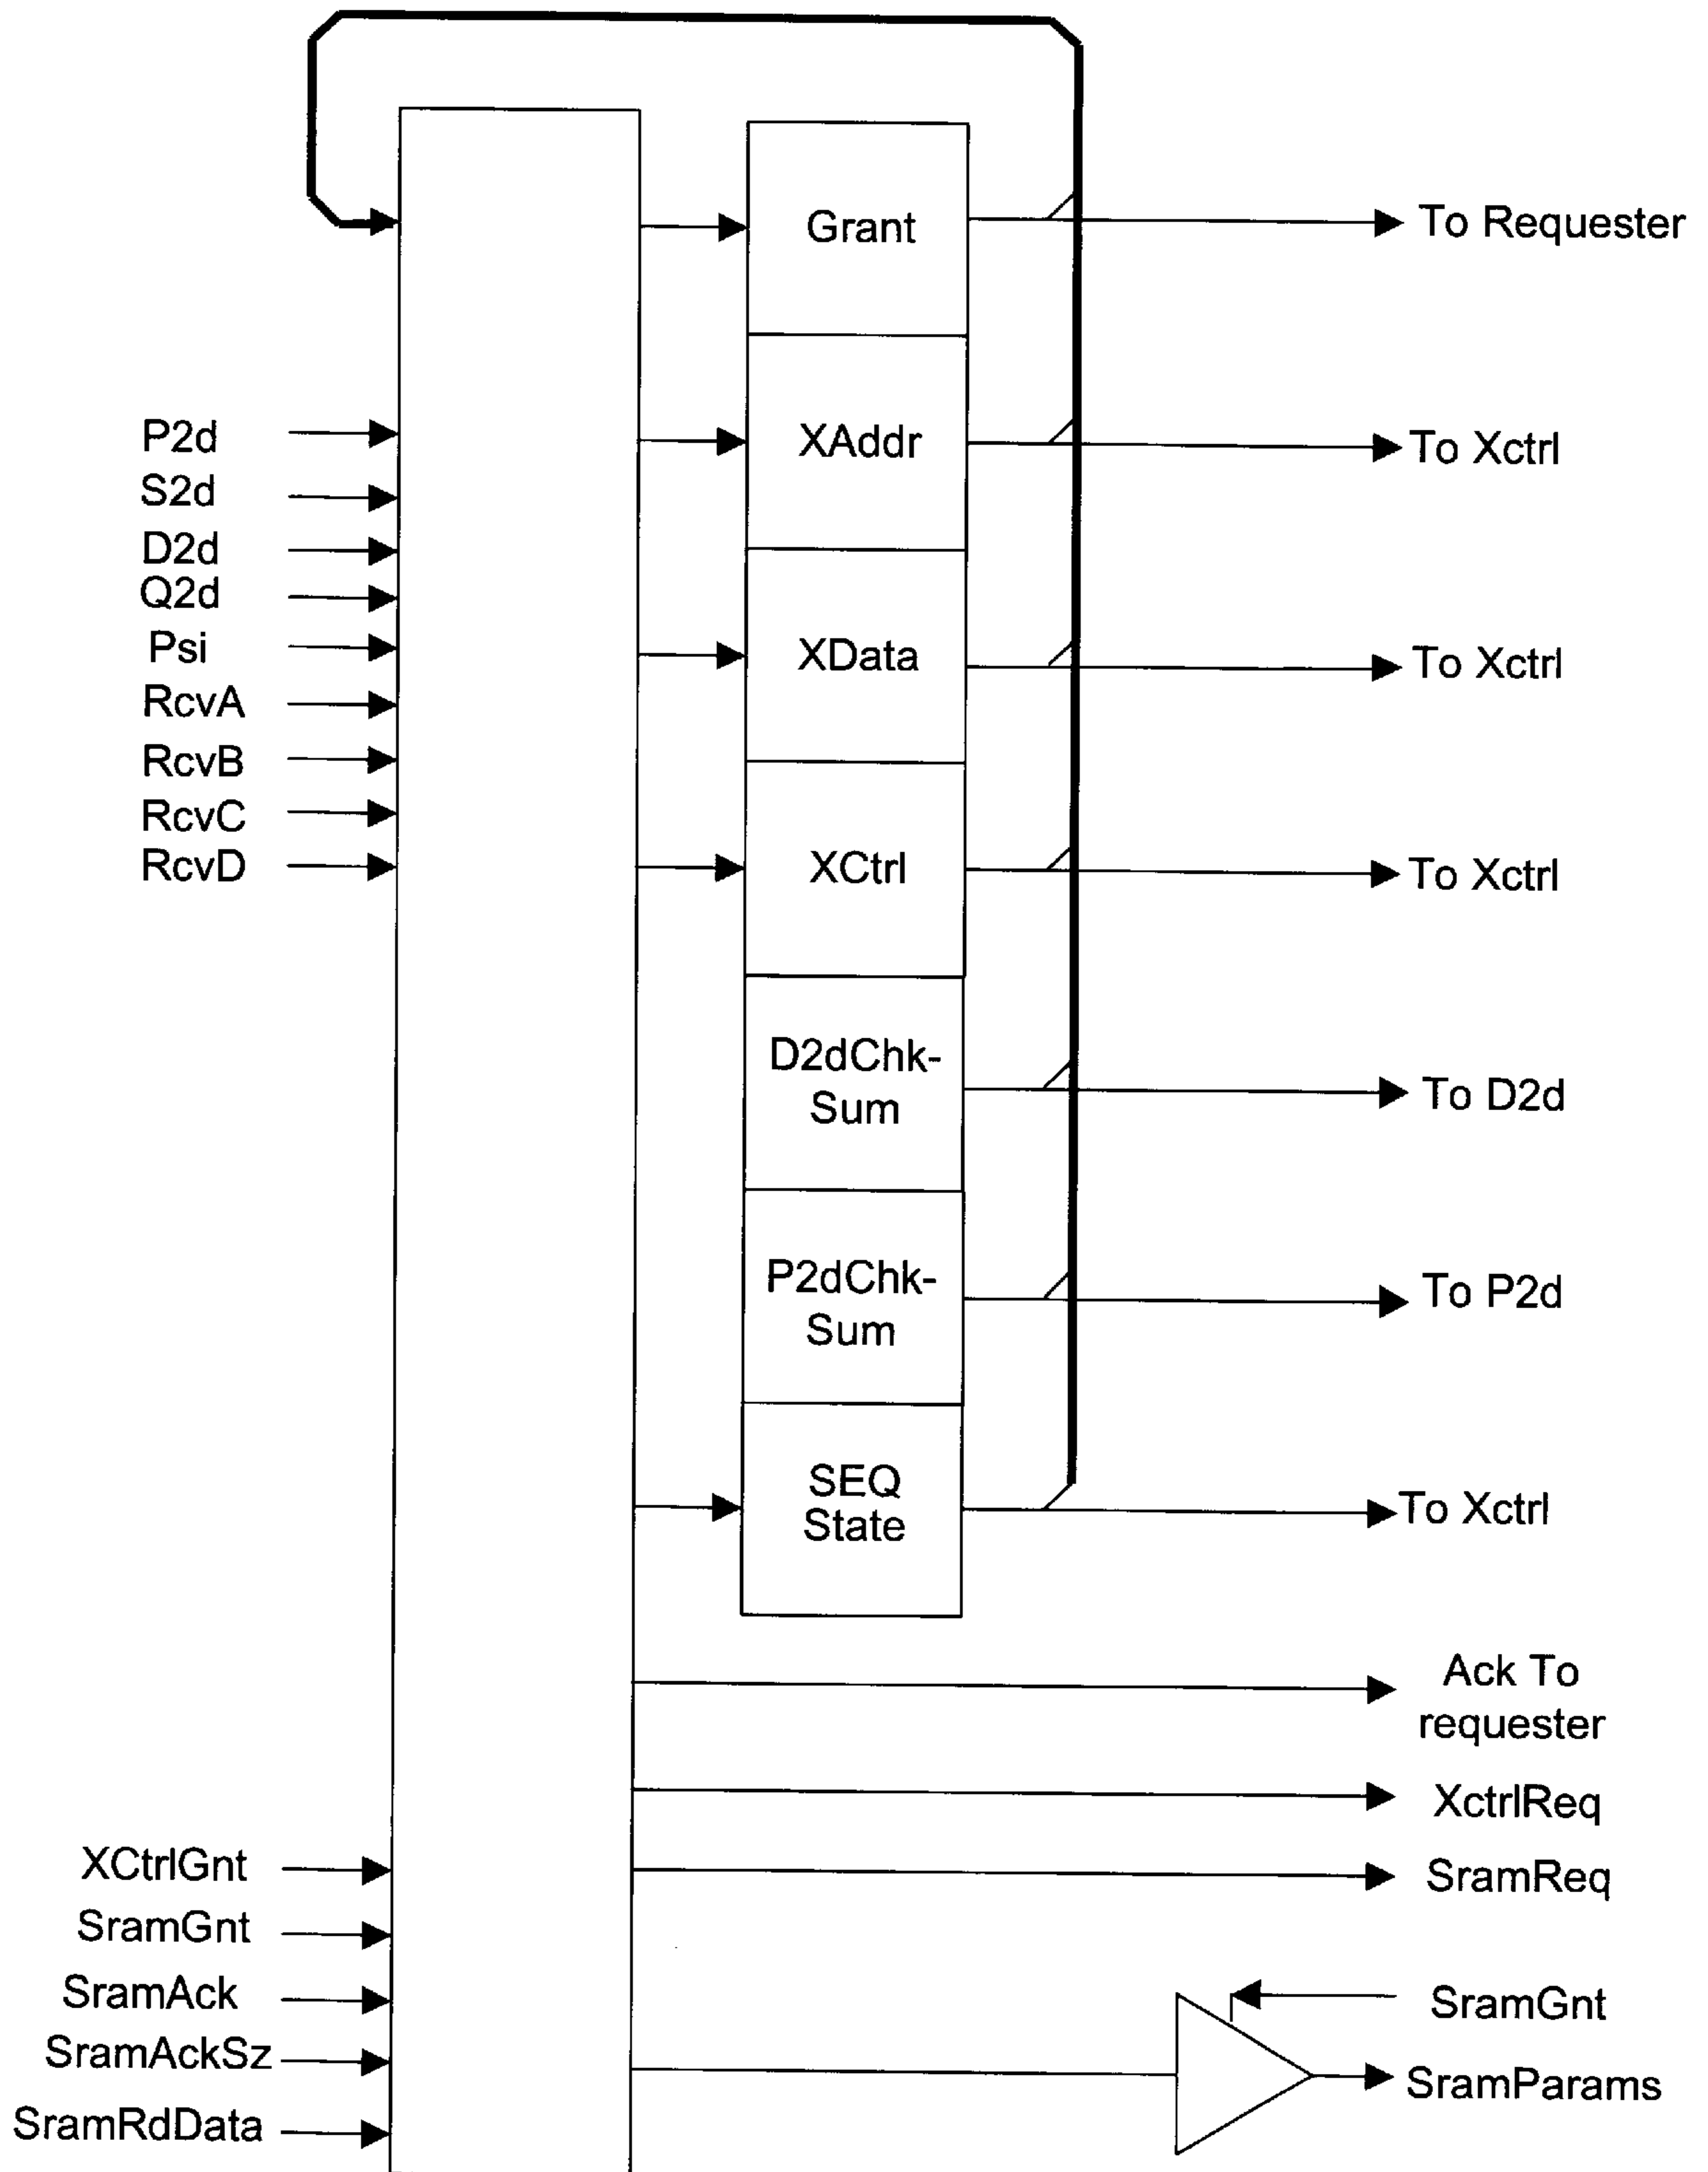 Grant
To Requester
P2d
XAddr
To Xctrl
S2d
D2d
Q2d
Psi
XData
To Xctrl
RcvA
RcvB
RcvC
RcvD
XCtrl
To Xctrl
D2dChk-
Sum
To D2d
P2dChk-
Sum
To P2d
SEQ
State
To Xctrl
Ack To
requester
XctrlReq
XCtrlGnt
SramReq
SramGnt
SramAck
SramGnt
SramAckSz
SramParams
SramRdData